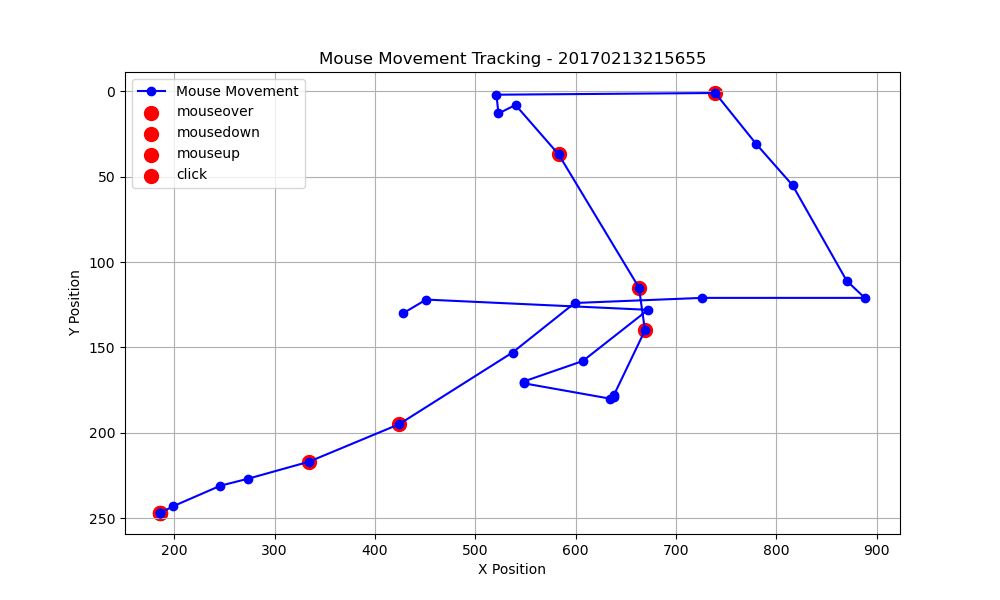 Mouse Movement Tracking - 20170213215655
Mouse Movement
mouseover
mousedown
mouseup
click
0
50
100
150
200
250
Y Position
200 300 400 500 600 700 800 900
X Position